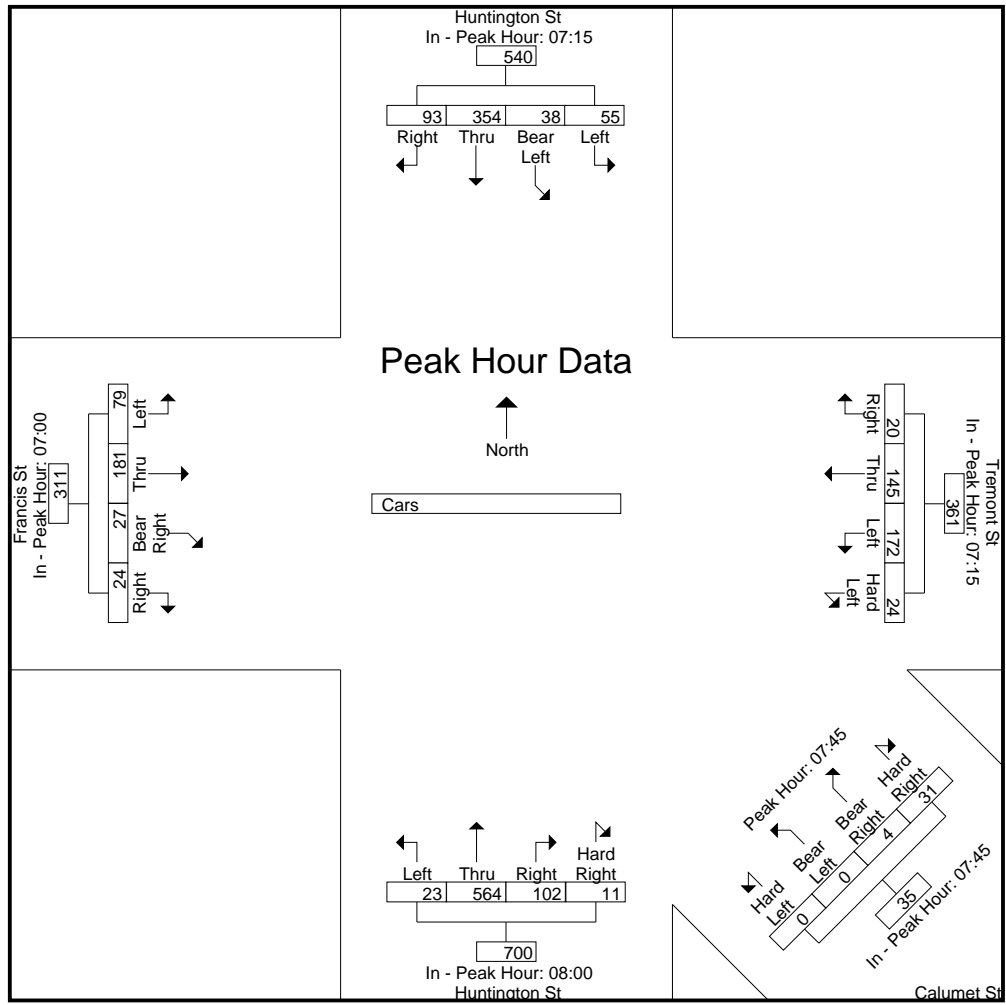 Huntington St
In - Peak Hour: 07:15
540
93 354 38 55
Right Thru Bear Left Left
Peak Hour Data
North
Cars
Francis St
In - Peak Hour: 07:00
311
79 181 27 24
Left Thru Bear Right Right
Tremont St
In - Peak Hour: 07:15
361
20 145 172 24
Right Thru Left Hard Left
Peak Hour: 07:45
Hard Left Bear Left Bear Right Hard Right
0 0 4 31
35
In - Peak Hour: 07:45
Calumet St
Left Thru Right Hard Right
23 564 102 11
700
In - Peak Hour: 08:00
Huntington St